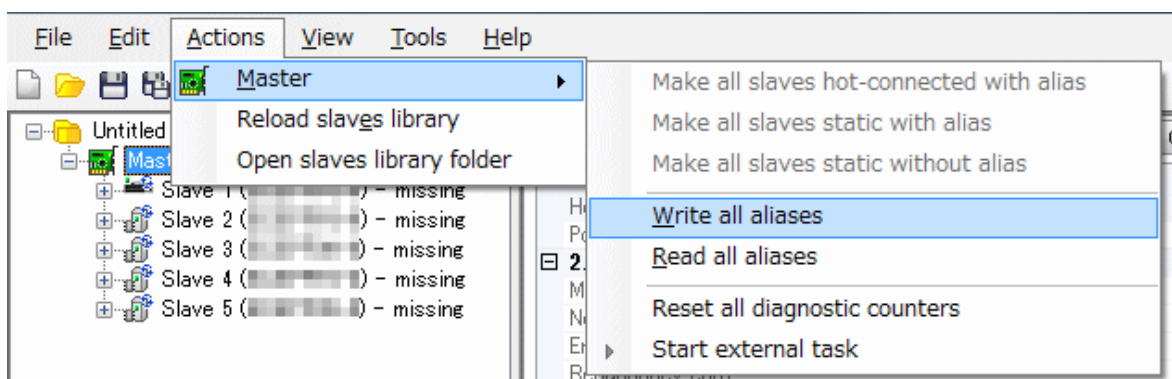 File Edit Actions View Tools Help
Master
Reload slaves library
Open slaves library folder
Make all slaves hot-connected with alias
Make all slaves static with alias
Make all slaves static without alias
Write all aliases
Read all aliases
Reset all diagnostic counters
Start external task
Untitled
Mast
Slave 1 ( ) - missing
Slave 2 ( ) - missing
Slave 3 ( ) - missing
Slave 4 ( ) - missing
Slave 5 ( ) - missing
2.